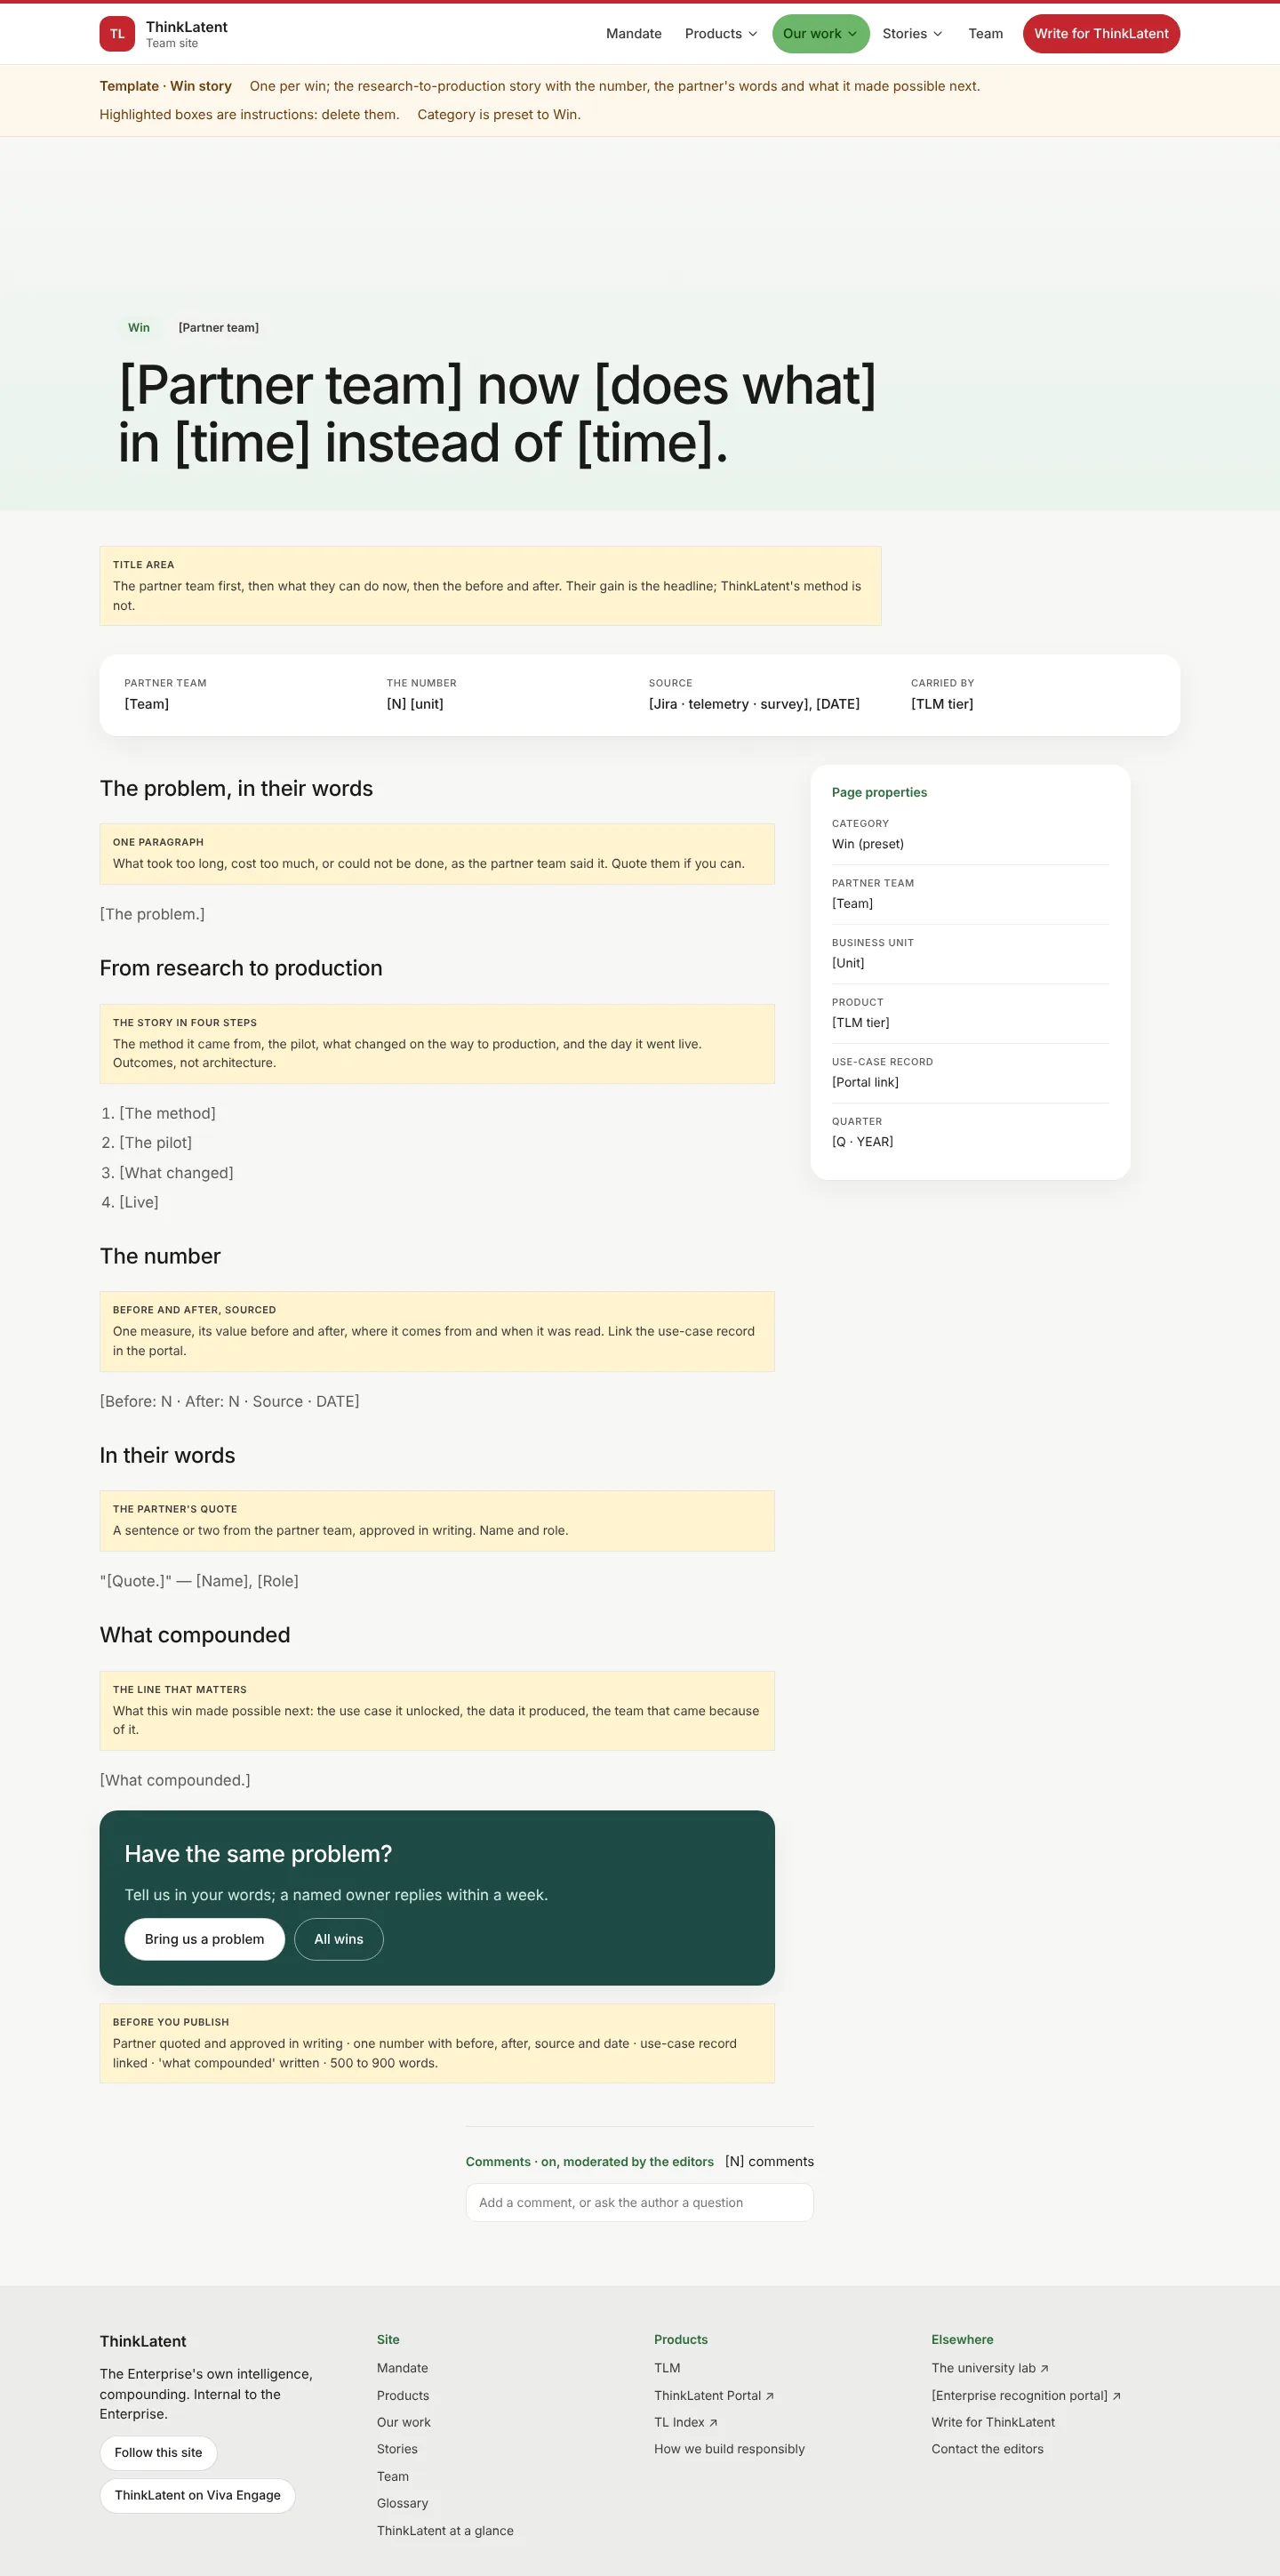 TL
ThinkLatent
Team site
Mandate
Products
Our work
Stories
Team
Write for ThinkLatent
Template · Win story One per win; the research-to-production story with the number, the partner's words and what it made possible next.
Highlighted boxes are instructions: delete them. Category is preset to Win.
Win
[Partner team]
[Partner team] now [does what]
in [time] instead of [time].
TITLE AREA
The partner team first, then what they can do now, then the before and after. Their gain is the headline; ThinkLatent's method is
not.
PARTNER TEAM
[Team]
THE NUMBER
[N] [unit]
SOURCE
[Jira · telemetry · survey], [DATE]
CARRIED BY
[TLM tier]
The problem, in their words
ONE PARAGRAPH
What took too long, cost too much, or could not be done, as the partner team said it. Quote them if you can.
[The problem.]
From research to production
THE STORY IN FOUR STEPS
The method it came from, the pilot, what changed on the way to production, and the day it went live.
Outcomes, not architecture.
1. [The method]
2. [The pilot]
3. [What changed]
4. [Live]
The number
BEFORE AND AFTER, SOURCED
One measure, its value before and after, where it comes from and when it was read. Link the use-case record
in the portal.
[Before: N · After: N · Source · DATE]
In their words
THE PARTNER'S QUOTE
A sentence or two from the partner team, approved in writing. Name and role.
"[Quote.]" — [Name], [Role]
What compounded
THE LINE THAT MATTERS
What this win made possible next: the use case it unlocked, the data it produced, the team that came because
of it.
[What compounded.]
Have the same problem?
Tell us in your words; a named owner replies within a week.
Bring us a problem
All wins
BEFORE YOU PUBLISH
Partner quoted and approved in writing · one number with before, after, source and date · use-case record
linked · 'what compounded' written · 500 to 900 words.
Page properties
CATEGORY
Win (preset)
PARTNER TEAM
[Team]
BUSINESS UNIT
[Unit]
PRODUCT
[TLM tier]
USE-CASE RECORD
[Portal link]
QUARTER
[Q · YEAR]
Comments · on, moderated by the editors [N] comments
Add a comment, or ask the author a question
ThinkLatent
The Enterprise's own intelligence,
compounding. Internal to the
Enterprise.
Follow this site
ThinkLatent on Viva Engage
Site
Mandate
Products
Our work
Stories
Team
Glossary
ThinkLatent at a glance
Products
TLM
ThinkLatent Portal ↗
TL Index ↗
How we build responsibly
Elsewhere
The university lab ↗
[Enterprise recognition portal] ↗
Write for ThinkLatent
Contact the editors